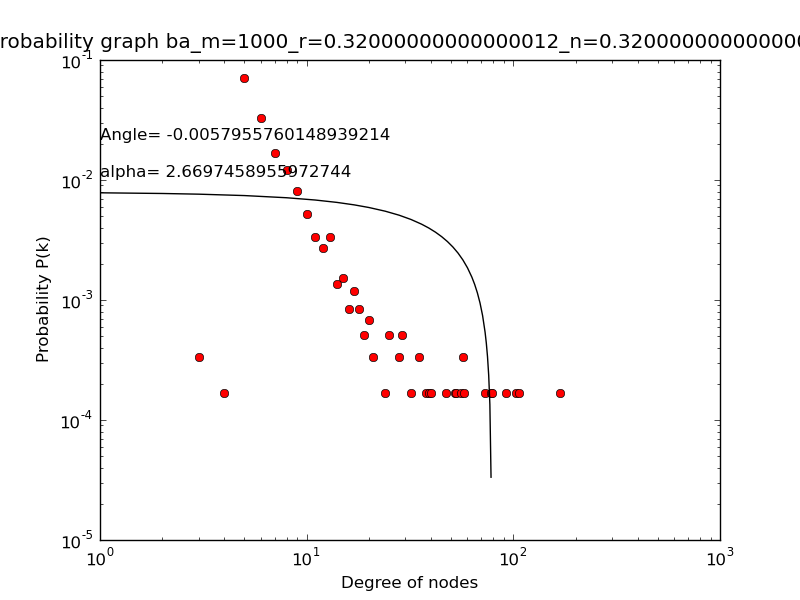 robability graph ba_m=1000_r=0.32000000000000012_n=0.3200000000000000
10^-1
Angle= -0.0057955760148939214
alpha= 2.6697458955972744
10^-2
Probability P(k)
10^-3
10^-4
10^-5
10^0 10^1 10^2 10^3
Degree of nodes